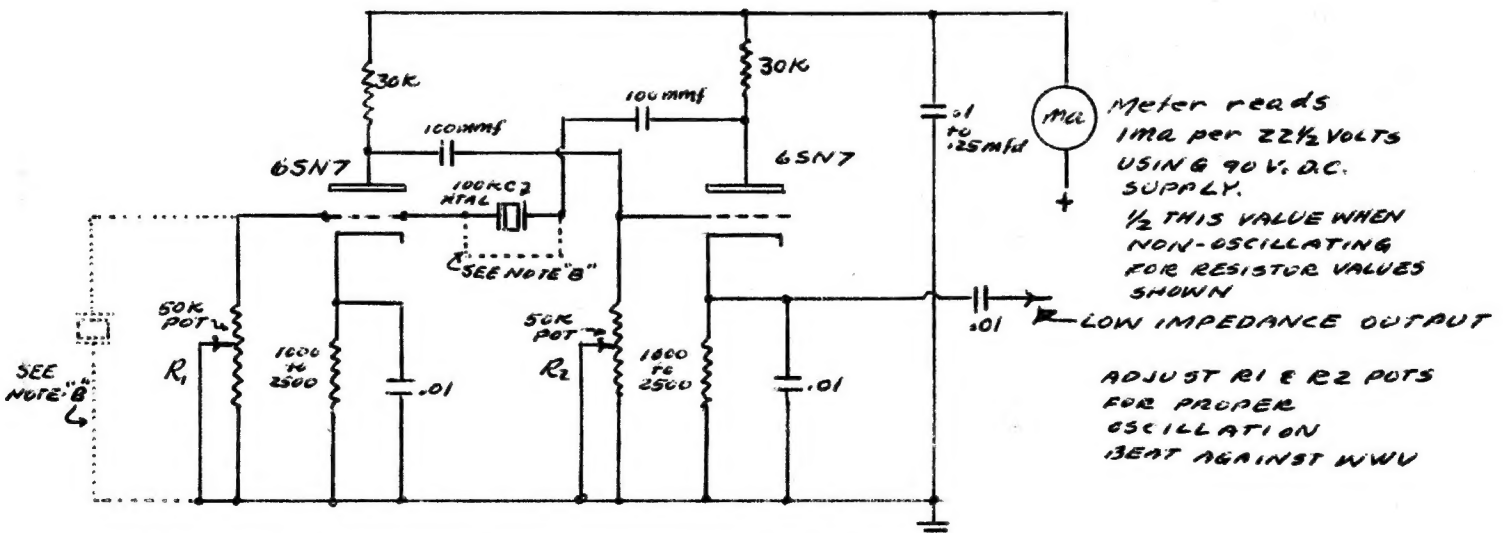 30K
30K
100mmf
100mmf
6SN7
6SN7
100KC
XTAL
SEE NOTE "B"
.01
to
.125mfd
ma
Meter reads
1ma per 22½ VOLTS
USING 90 V. D.C.
SUPPLY.
½ THIS VALUE WHEN
NON-OSCILLATING
FOR RESISTOR VALUES
SHOWN
+
50K
POT
R1
1000
to
2500
.01
50K
POT
R2
1000
to
2500
.01
.01
LOW IMPEDANCE OUTPUT
SEE
NOTE "B"
ADJUST R1 & R2 POTS
FOR PROPER
OSCILLATION
BEAT AGAINST WWV